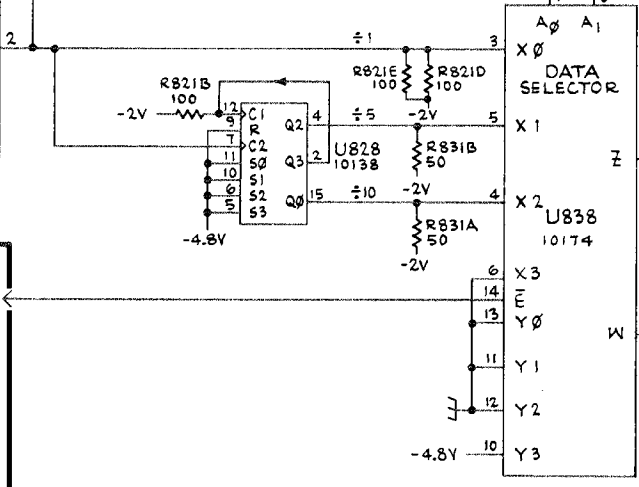 AØ A1
2 ÷1 3 XØ
DATA
SELECTOR
R821E
100
R821D
100
-2V
R821B
100
-2V
12 C1
9 R
7 C2
11 SØ
10 S1
6 S2
5 S3
Q2 4
Q3 2
QØ 15
U828
10138
-4.8V
÷5 5 X1
R831B
50
-2V
÷10 4 X2
R831A
50
-2V
Z
U838
10174
6 X3
14 E̅
13 YØ
W
11 Y1
12 Y2
-4.8V 10 Y3